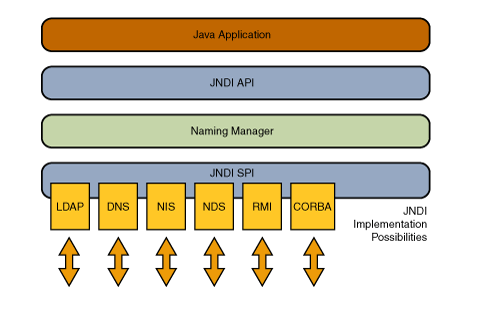 Java Application
JNDI API
Naming Manager
JNDI SPI
LDAP
DNS
NIS
NDS
RMI
CORBA
JNDI
Implementation
Possibilities